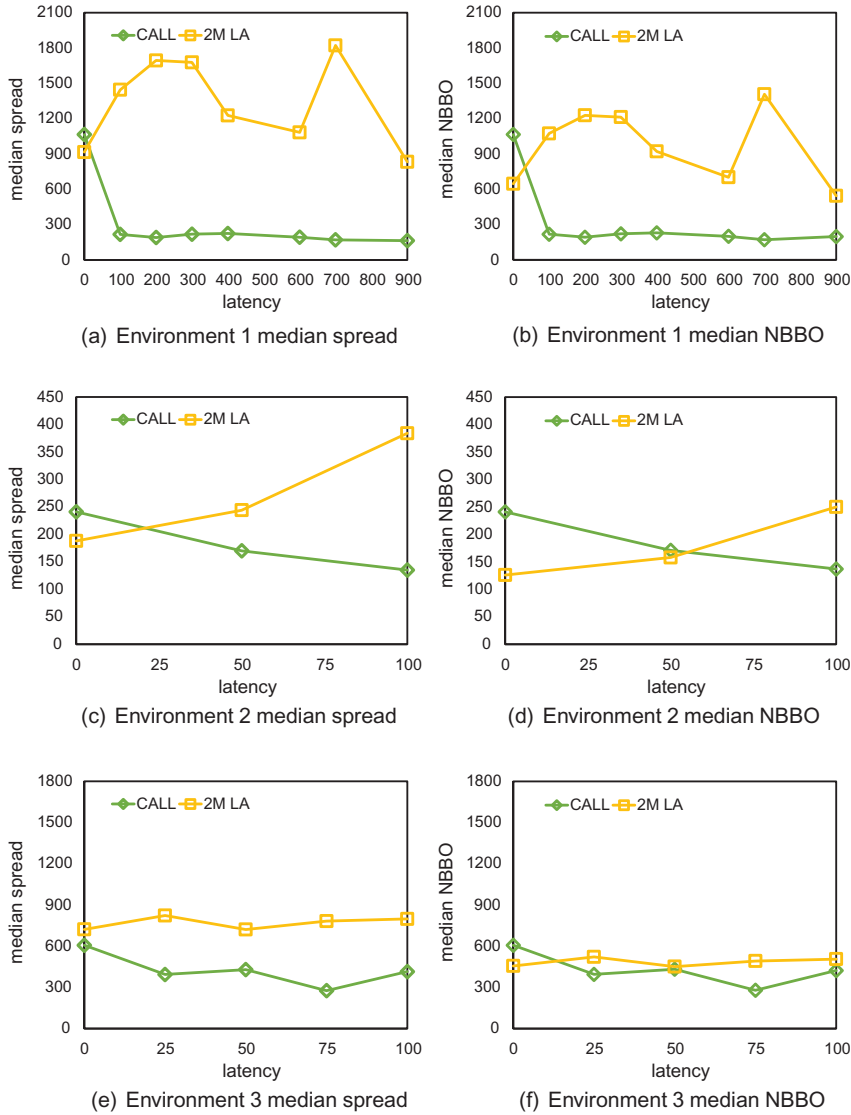 2100
1800
1500
1200
900
600
300
0
median spread
CALL 2M LA
0 100 200 300 400 500 600 700 800 900
latency
(a) Environment 1 median spread
2100
1800
1500
1200
900
600
300
0
median NBBO
CALL 2M LA
0 100 200 300 400 500 600 700 800 900
latency
(b) Environment 1 median NBBO
450
400
350
300
250
200
150
100
50
0
median spread
CALL 2M LA
0 25 50 75 100
latency
(c) Environment 2 median spread
450
400
350
300
250
200
150
100
50
0
median NBBO
CALL 2M LA
0 25 50 75 100
latency
(d) Environment 2 median NBBO
1800
1500
1200
900
600
300
0
median spread
CALL 2M LA
0 25 50 75 100
latency
(e) Environment 3 median spread
1800
1500
1200
900
600
300
0
median NBBO
CALL 2M LA
0 25 50 75 100
latency
(f) Environment 3 median NBBO